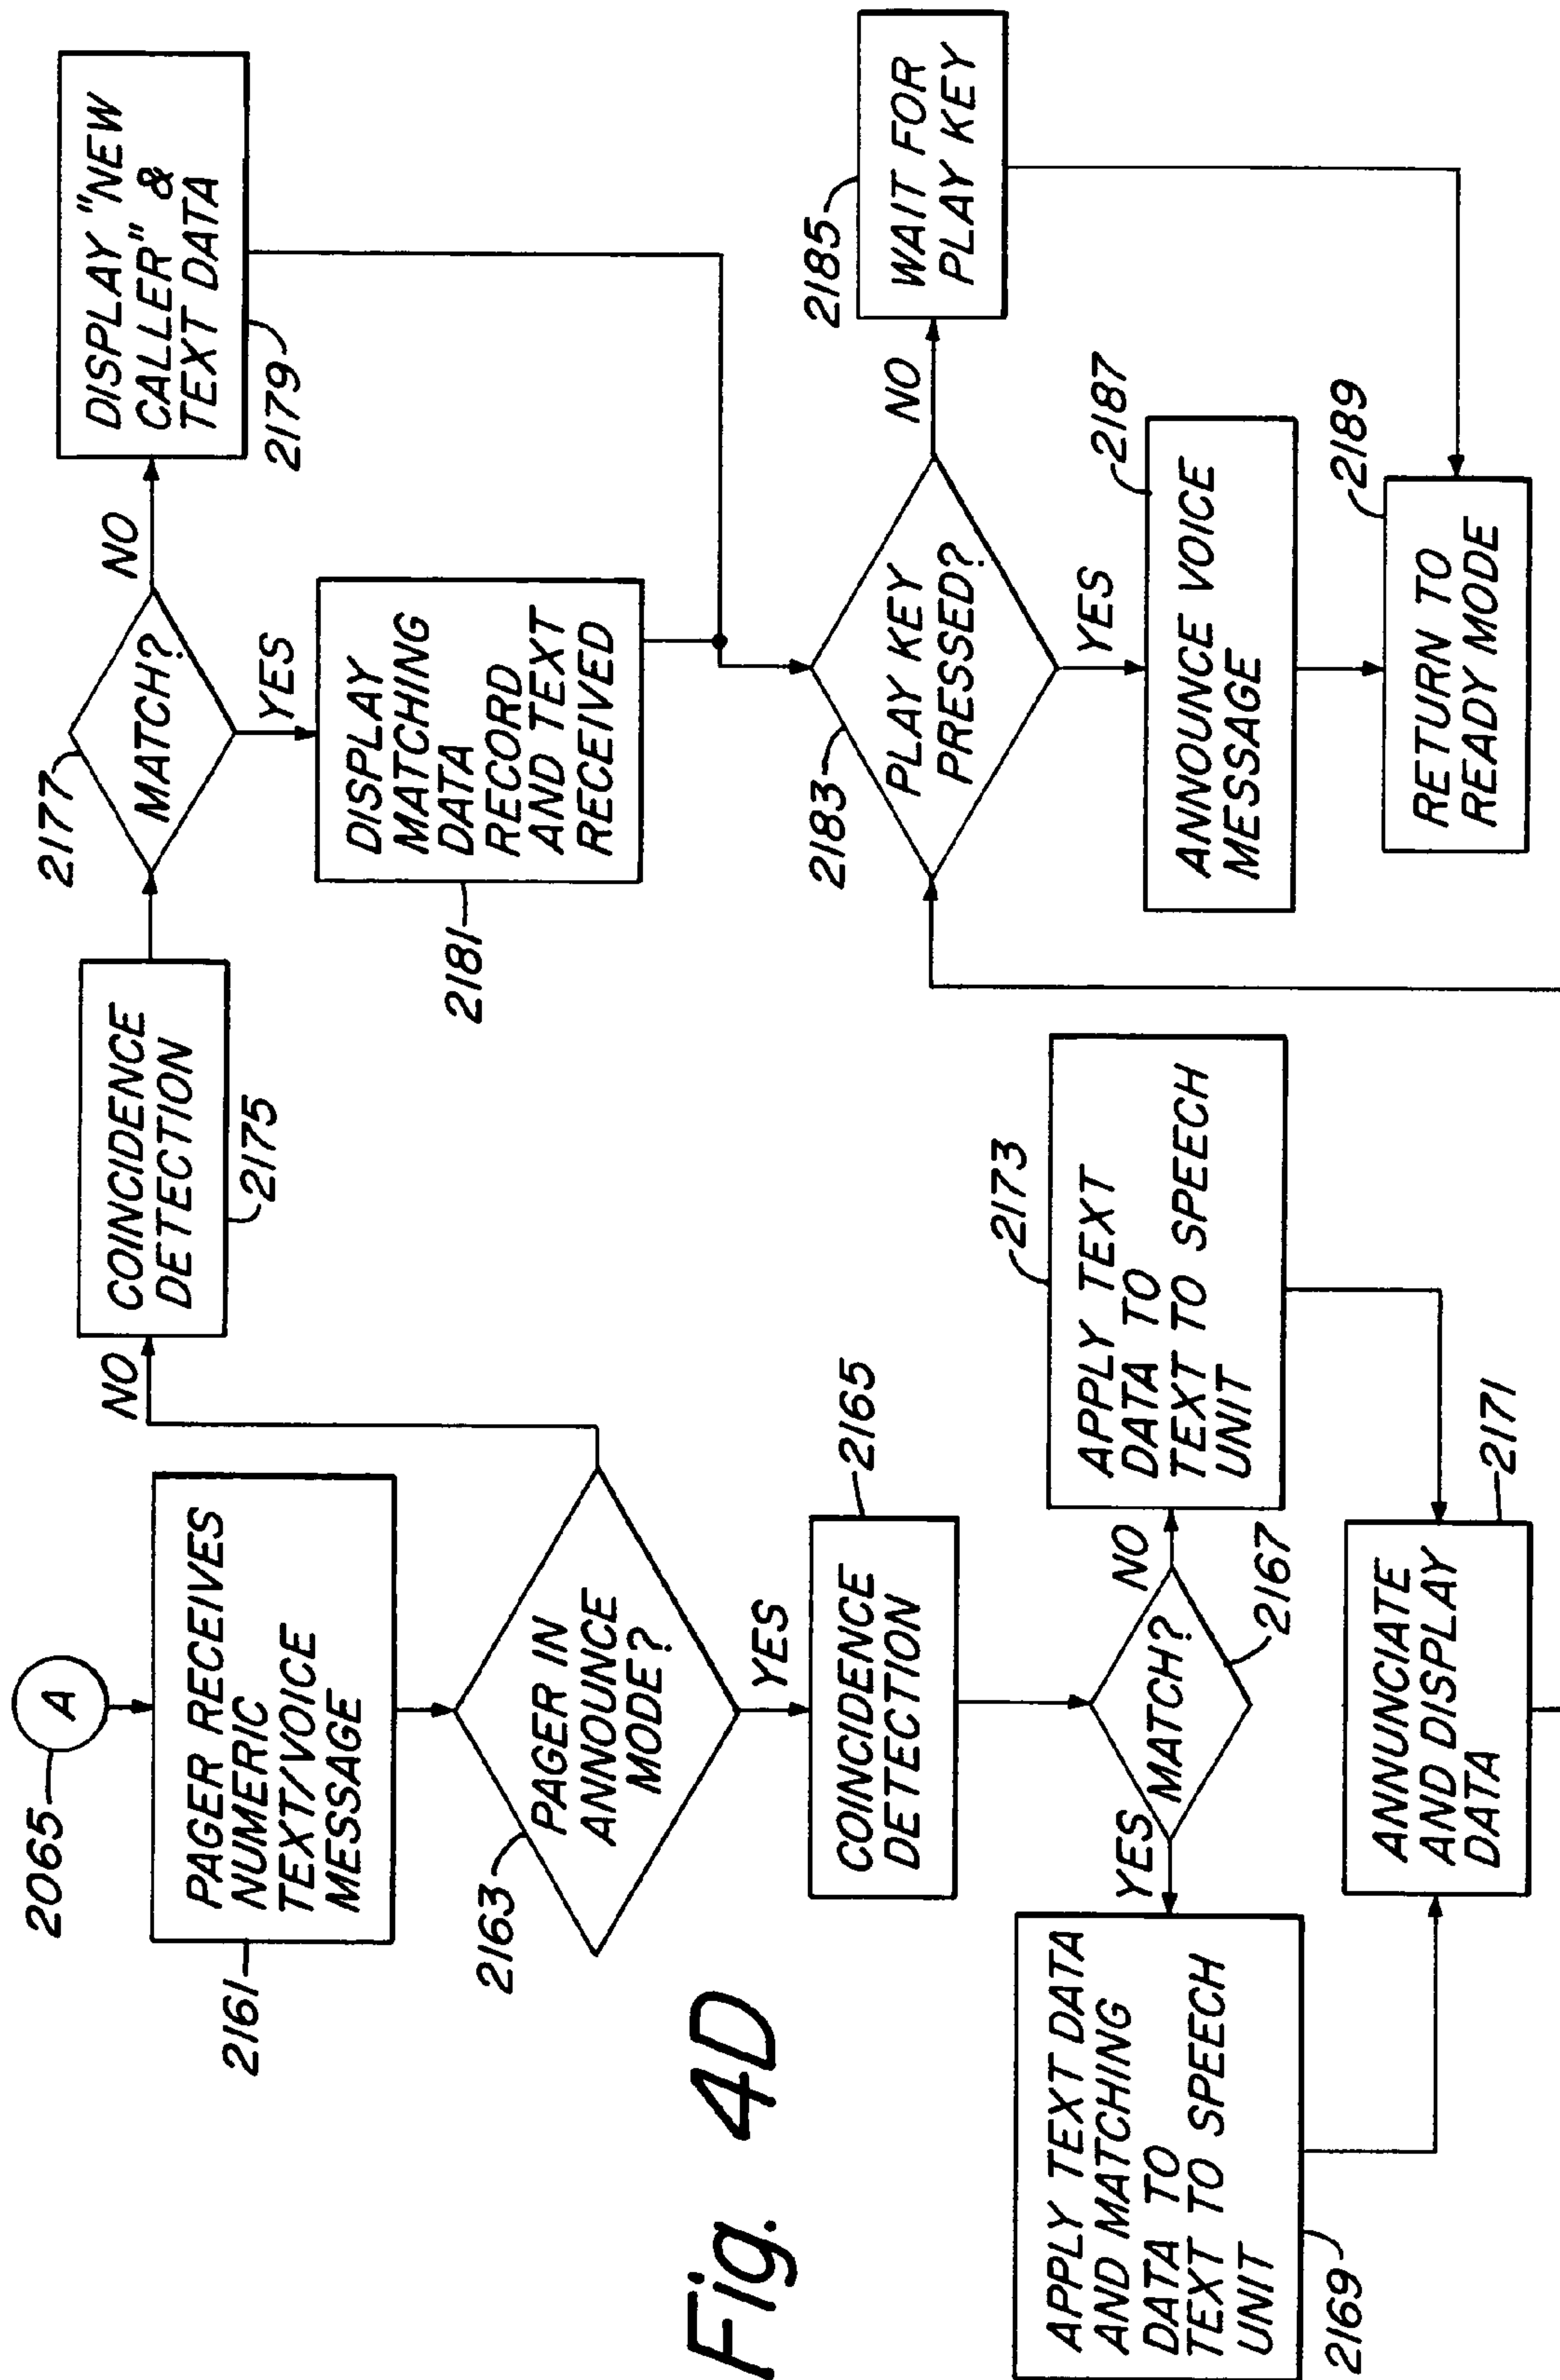 2065
A
PAGER RECEIVES
NUMERIC
TEXT/VOICE
MESSAGE
2161
2163
PAGER IN
ANNOUNCE
MODE?
NO
YES
COINCIDENCE
DETECTION
2165
MATCH?
2167
YES
NO
APPLY TEXT DATA
AND MATCHING
DATA TO
TEXT TO SPEECH
UNIT
2169
2173
APPLY TEXT
DATA TO
TEXT TO SPEECH
UNIT
ANNUNCIATE
AND DISPLAY
DATA
2171
COINCIDENCE
DETECTION
2175
2177
MATCH?
NO
YES
DISPLAY "NEW
CALLER" &
TEXT DATA
2179
DISPLAY
MATCHING
DATA
RECORD
AND TEXT
RECEIVED
2181
2183
PLAY KEY
PRESSED?
NO
YES
2185
WAIT FOR
PLAY KEY
2187
ANNOUNCE VOICE
MESSAGE
2189
RETURN TO
READY MODE
Fig. 4D